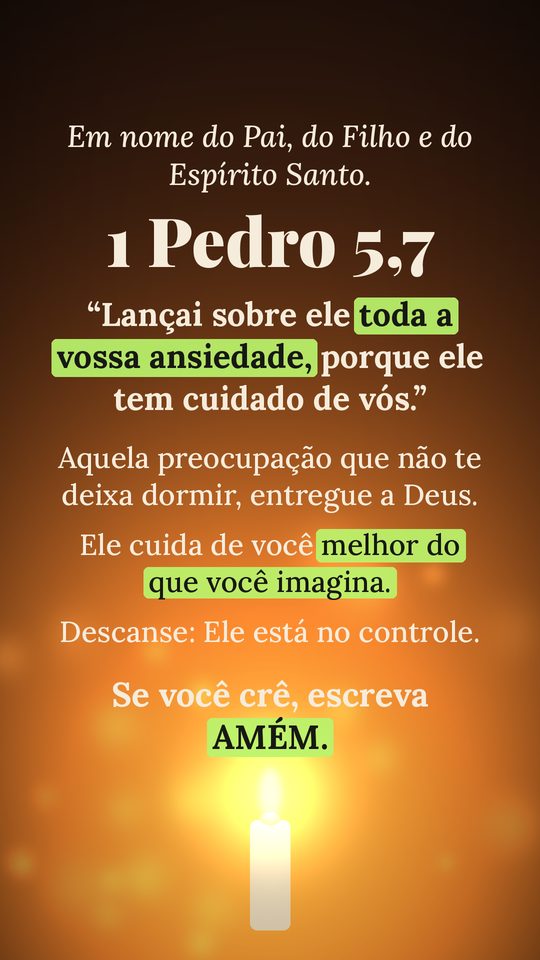 Em nome do Pai, do Filho e do
Espírito Santo.
1 Pedro 5,7
“Lançai sobre ele toda a
vossa ansiedade, porque ele
tem cuidado de vós.”
Aquela preocupação que não te
deixa dormir, entregue a Deus.
Ele cuida de você melhor do
que você imagina.
Descanse: Ele está no controle.
Se você crê, escreva
AMÉM.